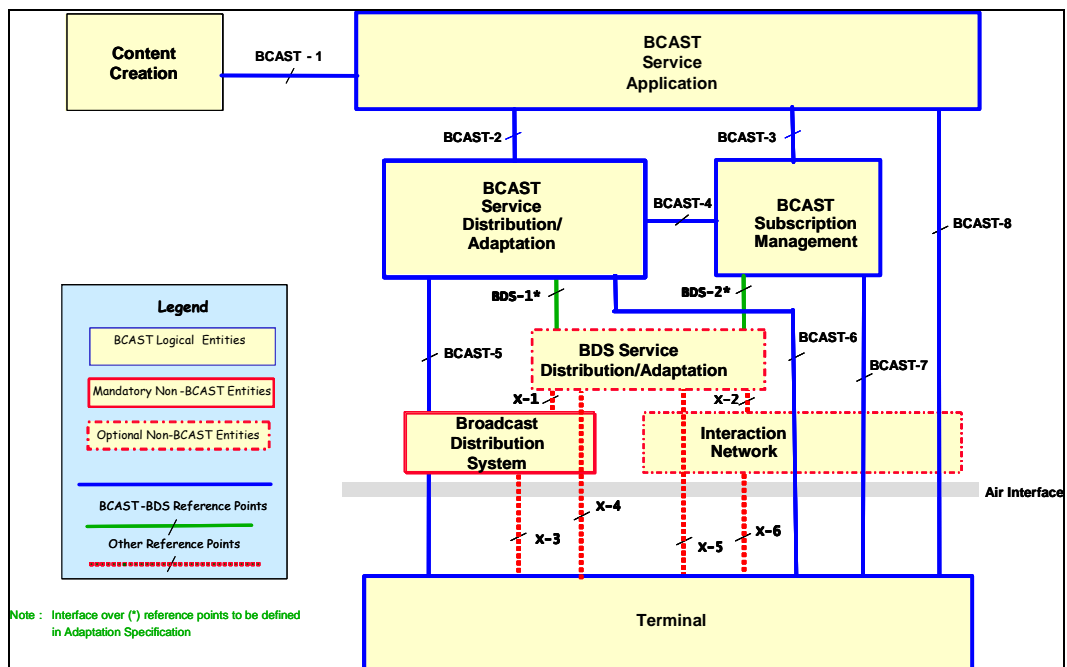 Content
Creation
BCAST - 1
BCAST
Service
Application
BCAST-2
BCAST-3
BCAST
Service
Distribution/
Adaptation
BCAST-4
BCAST
Subscription
Management
BCAST-8
BDS-1*
BDS-2*
Legend
BCAST Logical Entities
Mandatory Non -BCAST Entities
Optional Non-BCAST Entities
BCAST -BDS Reference Points
Other Reference Points
BCAST-5
BDS Service
Distribution/Adaptation
BCAST-6
BCAST-7
X-1
X-2
Broadcast
Distribution
System
Interaction
Network
Air Interface
X-4
X-3
X-5
X-6
Note : Interface over (*) reference points to be defined
in Adaptation Specification
Terminal